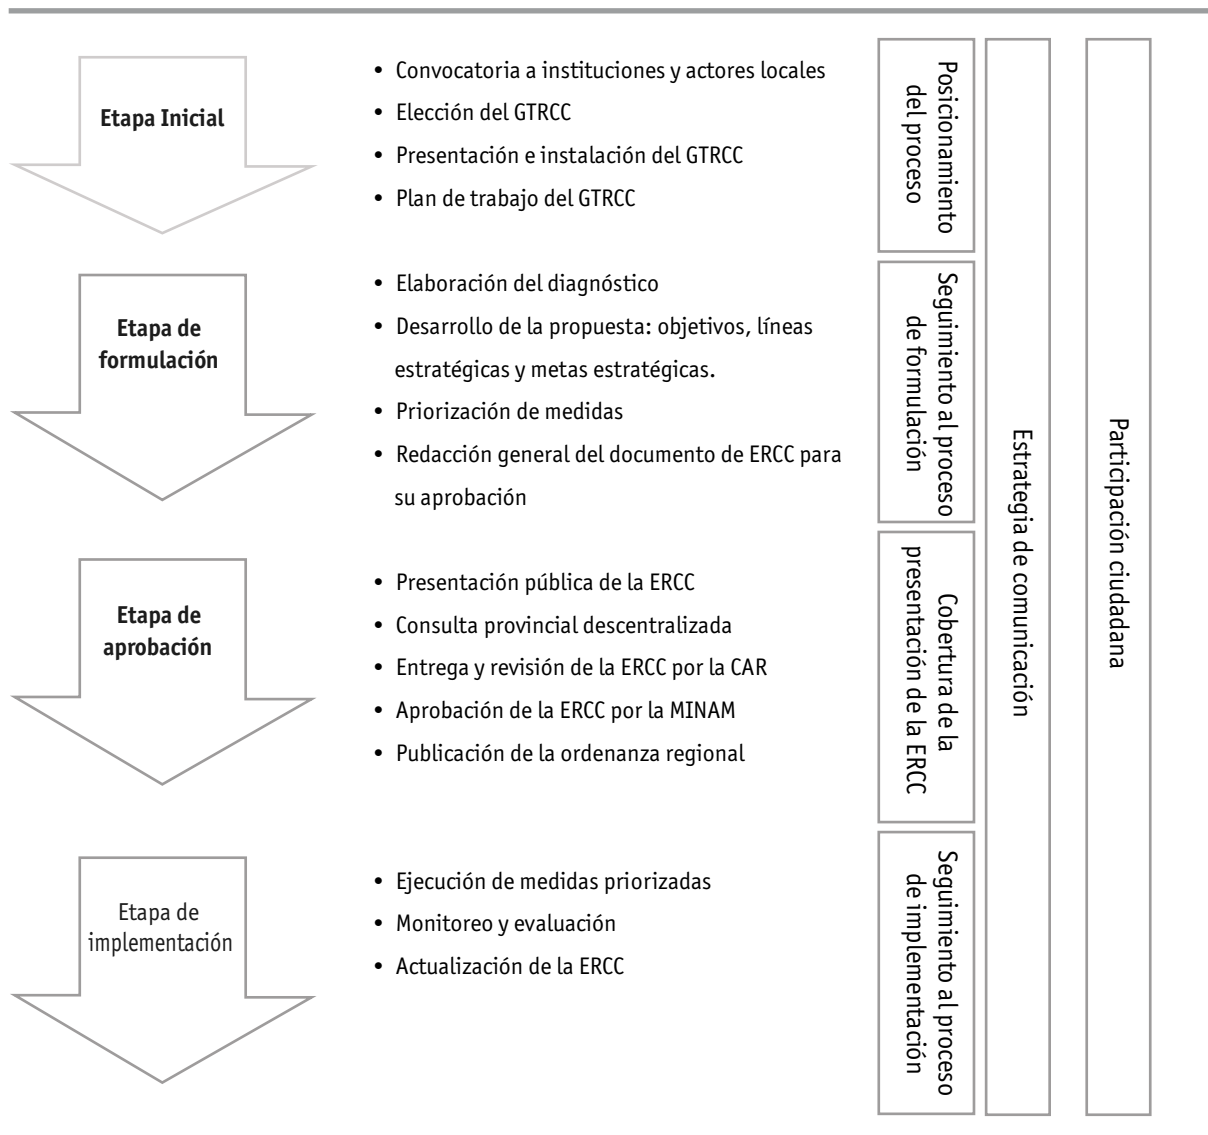 Etapa Inicial
• Convocatoria a instituciones y actores locales
• Elección del GTRCC
• Presentación e instalación del GTRCC
• Plan de trabajo del GTRCC
Posicionamiento
del proceso
Etapa de
formulación
• Elaboración del diagnóstico
• Desarrollo de la propuesta: objetivos, líneas
estratégicas y metas estratégicas.
• Priorización de medidas
• Redacción general del documento de ERCC para
su aprobación
Seguimiento al proceso
de formulación
Etapa de
aprobación
• Presentación pública de la ERCC
• Consulta provincial descentralizada
• Entrega y revisión de la ERCC por la CAR
• Aprobación de la ERCC por la MINAM
• Publicación de la ordenanza regional
Cobertura de la
presentación de la ERCC
Etapa de
implementación
• Ejecución de medidas priorizadas
• Monitoreo y evaluación
• Actualización de la ERCC
Seguimiento al proceso
de implementación
Estrategia de comunicación
Participación ciudadana